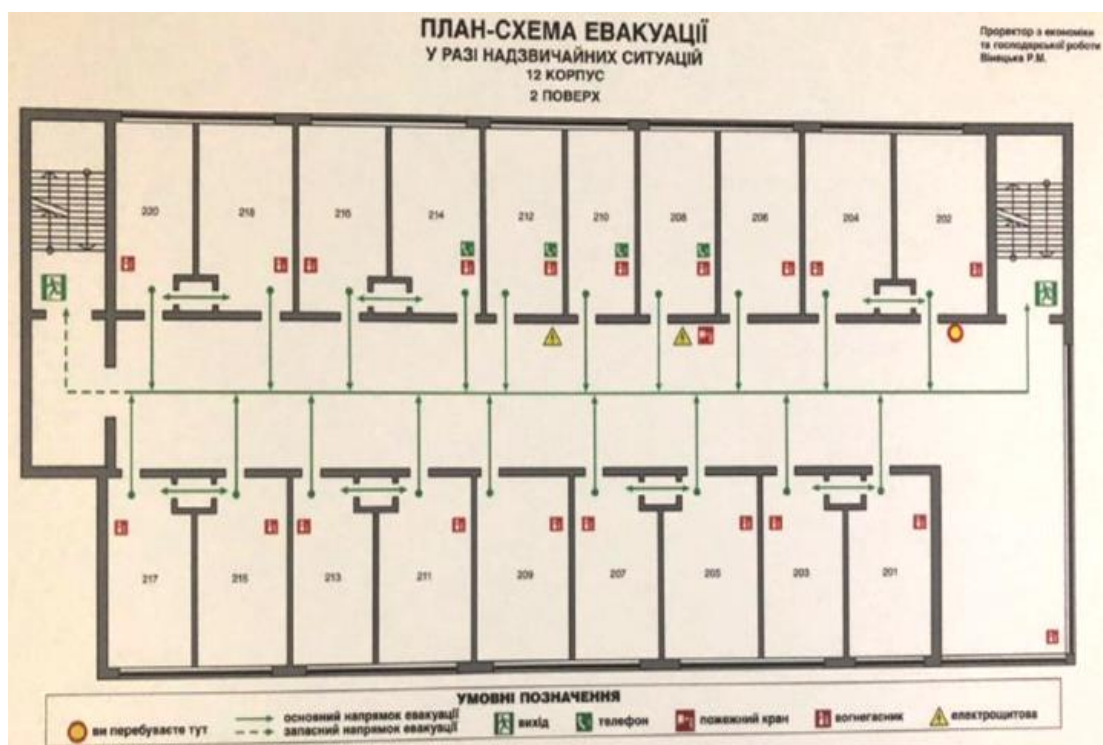 ПЛАН-СХЕМА ЕВАКУАЦІЇ
У РАЗІ НАДЗВИЧАЙНИХ СИТУАЦІЙ
12 КОРПУС
2 ПОВЕРХ
Проректор з економіки
та господарської роботи
Вінацька Р.М.
220 218 216 214 212 210 208 206 204 202
217 215 213 211 209 207 205 203 201
УМОВНІ ПОЗНАЧЕННЯ
ви перебуваєте тут
основний напрямок евакуації
запасний напрямок евакуації
вихід
телефон
пожежний кран
вогнегасник
електрощитова